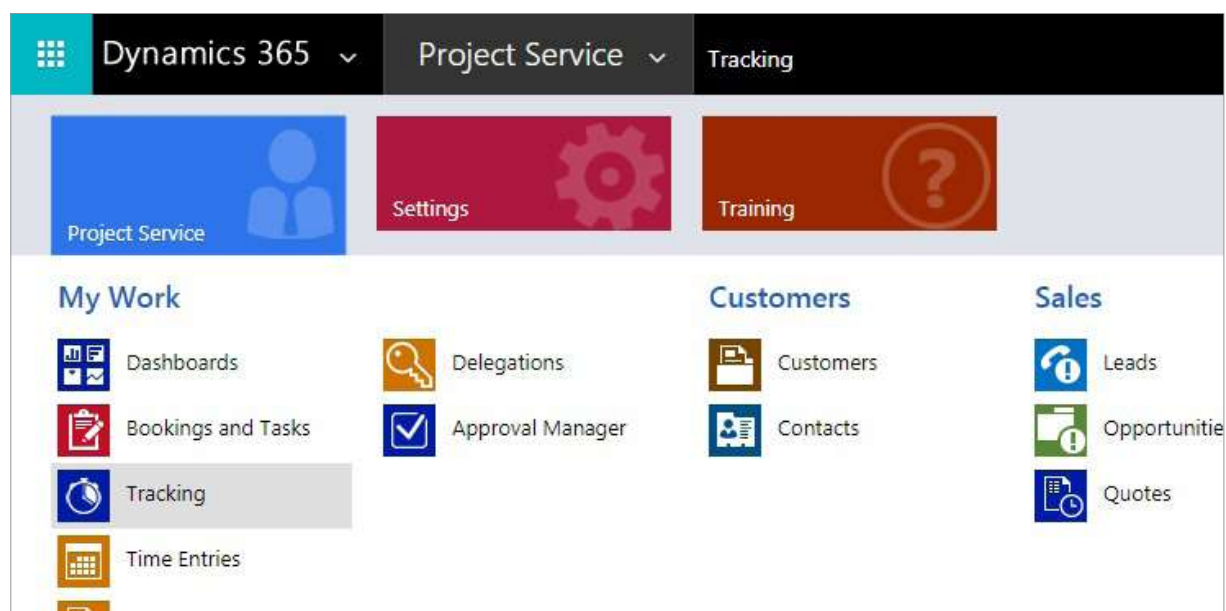 Dynamics 365
Project Service
Tracking
Project Service
Settings
?
Training
My Work
Customers
Sales
Dashboards
Delegations
Customers
Leads
Bookings and Tasks
Approval Manager
Contacts
Opportunitie
Tracking
Quotes
Time Entries